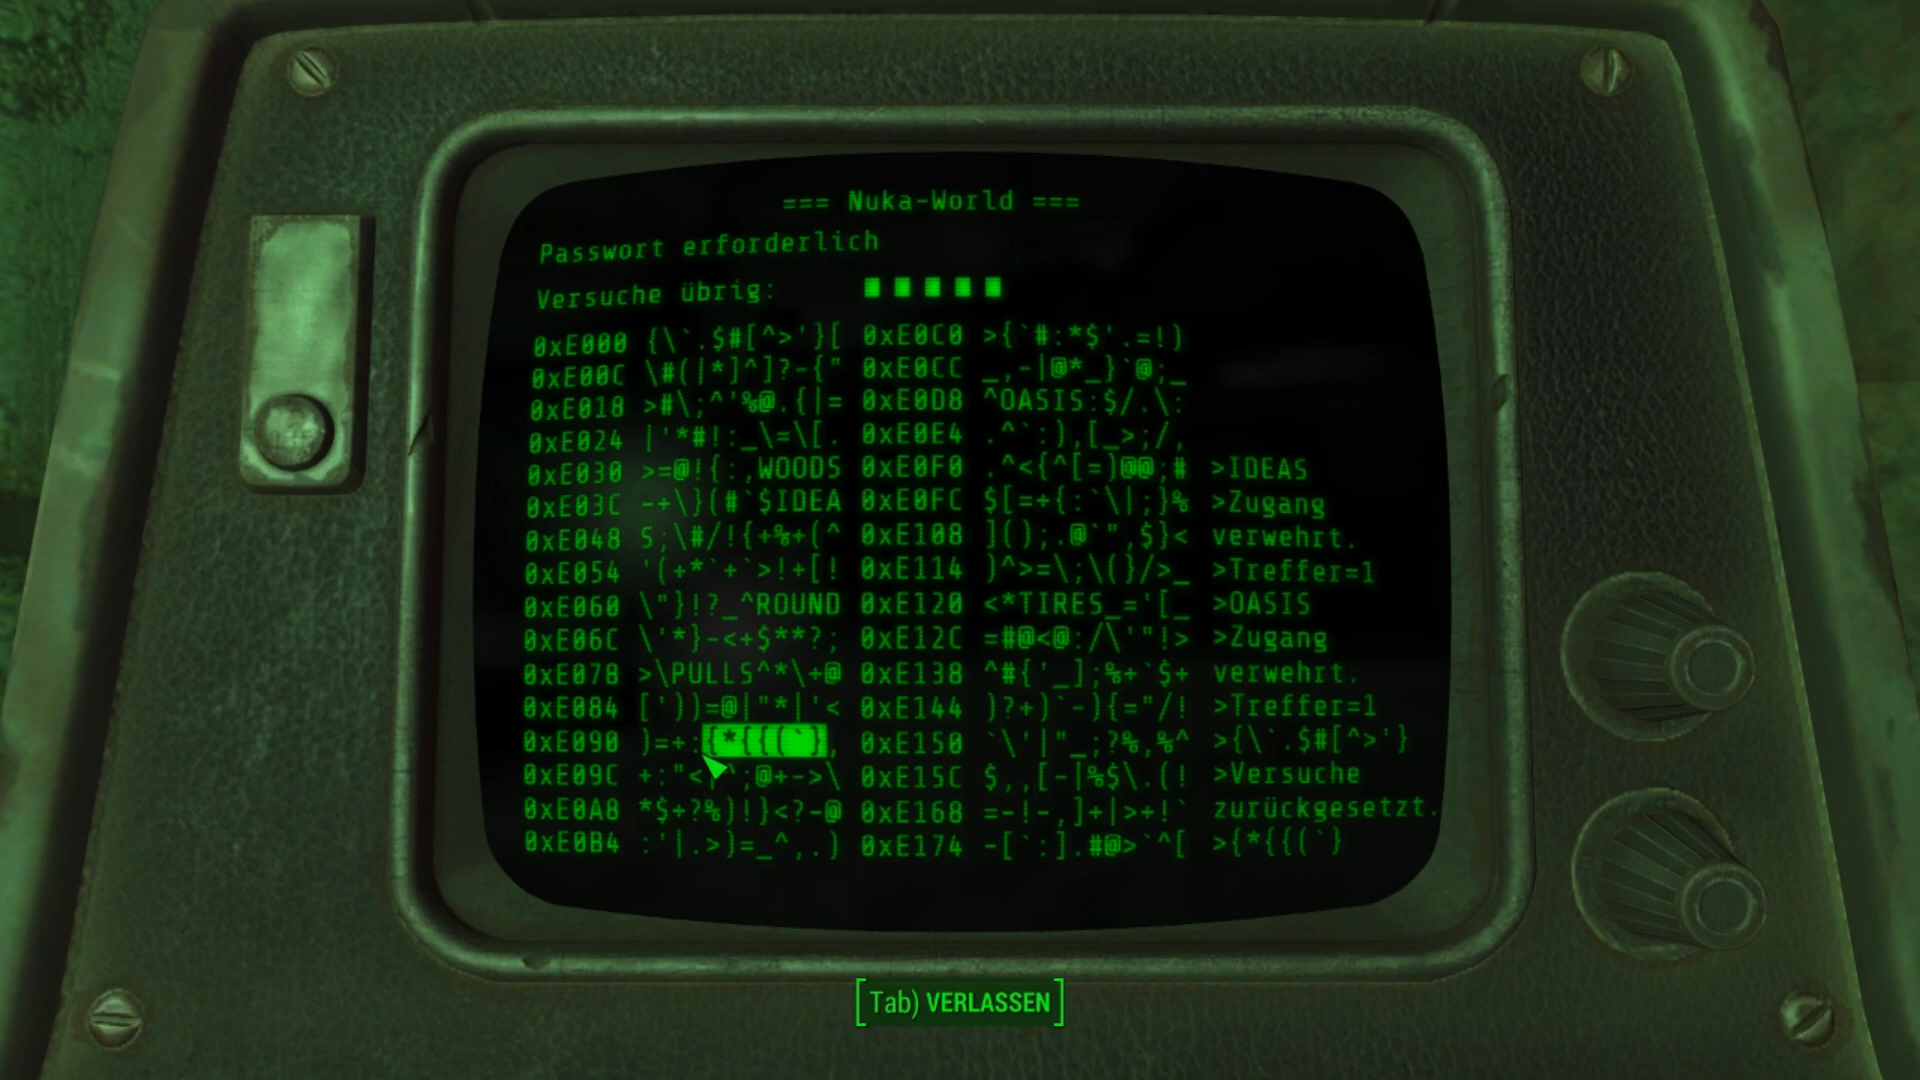 === Nuka-World ===
Passwort erforderlich
Versuche übrig: ■ ■ ■ ■ ■
0xE000 {\`.$#[^>'}[ 0xE0C0 >{`#:*$'.=!)
0xE00C \#(|*]^]?-{" 0xE0CC _,-|@*_}`@;_
0xE018 >#\;^'%@.{|= 0xE0D8 ^OASIS:$/.\:
0xE024 |'*#!:_\=\[. 0xE0E4 .^`:),[_>;/,
0xE030 >=@!{:,WOODS 0xE0F0 .^<{^[=)@@;# >IDEAS
0xE03C -+\}(#`$IDEA 0xE0FC $[=+{:`\|;}% >Zugang
0xE048 S;\#/!{+%+(^ 0xE108 ]();.@`",$}< verwehrt.
0xE054 '(+*`+`>!+[! 0xE114 )^>=\;\(}/>_ >Treffer=1
0xE060 \"}!?_^ROUND 0xE120 <*TIRES_='[_ >OASIS
0xE06C \'*}-<+$**?; 0xE12C =#@<@:/\'"!> >Zugang
0xE078 >\PULLS^*\+@ 0xE138 ^#{'_];%+`$+ verwehrt.
0xE084 ['))=@|"*|'< 0xE144 )?+)`-){="/! >Treffer=1
0xE090 )=+:{*{{(`}, 0xE150 `\'|"_;?%,%^ >{\`.$#[^>'}
0xE09C +:"< ;@+->\ 0xE15C $,,[-|%$\.(! >Versuche
0xE0A8 *$+?%)!}<?-@ 0xE168 =-!-,]+|>+!` zurückgesetzt.
0xE0B4 :'|.>)=_^,.) 0xE174 -[`:].#@>`^[ >{*{{(`}
[Tab) VERLASSEN]